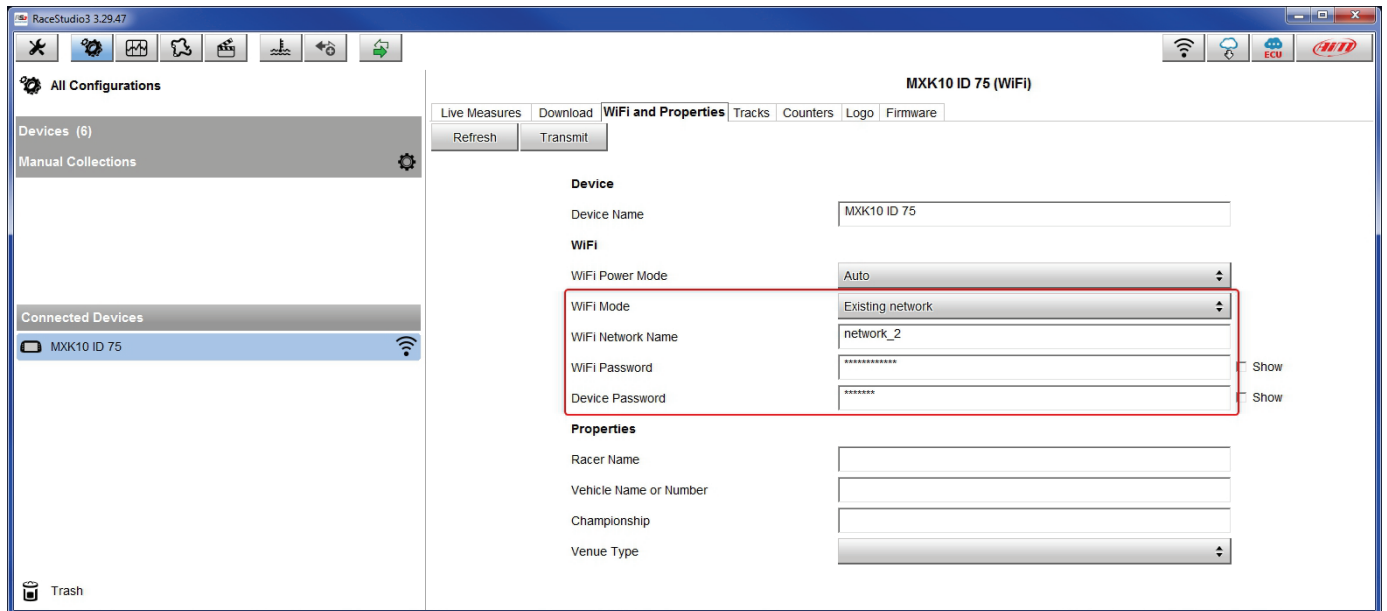 RaceStudio3 3.29.47
ECU
AiM
All Configurations
Devices (6)
Manual Collections
Connected Devices
MXK10 ID 75
Trash
MXK10 ID 75 (WiFi)
Live Measures Download WiFi and Properties Tracks Counters Logo Firmware
Refresh Transmit
Device
Device Name MXK10 ID 75
WiFi
WiFi Power Mode Auto
WiFi Mode Existing network
WiFi Network Name network_2
WiFi Password ************ Show
Device Password ******* Show
Properties
Racer Name
Vehicle Name or Number
Championship
Venue Type